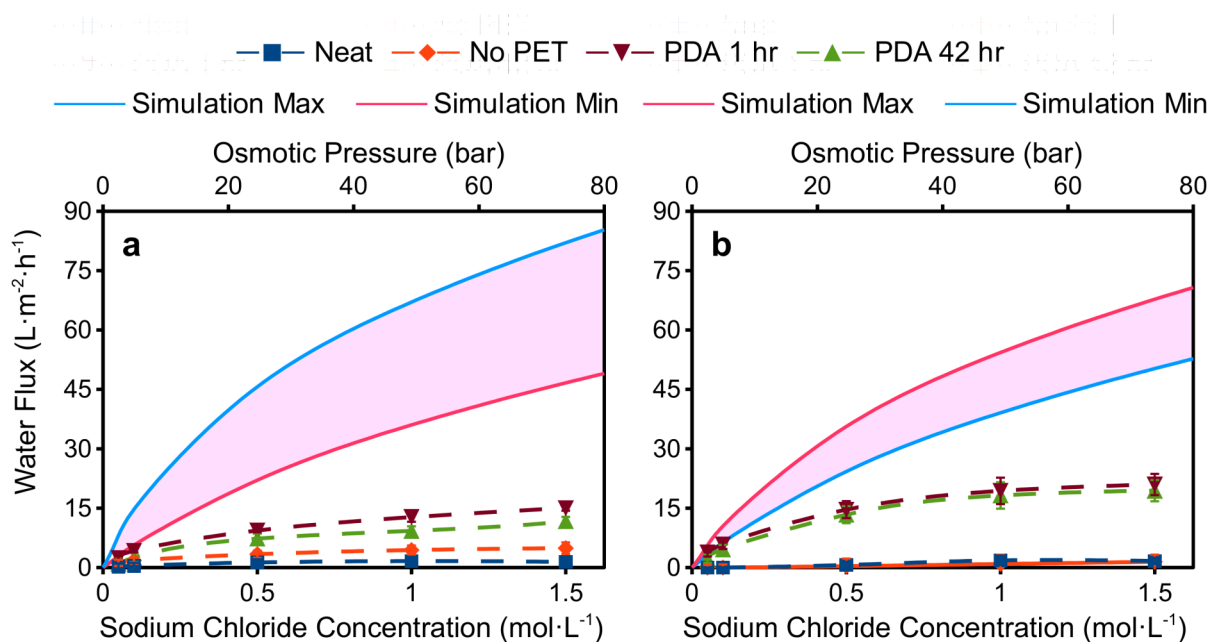 Neat No PET PDA 1 hr PDA 42 hr
Simulation Max Simulation Min Simulation Max Simulation Min
Osmotic Pressure (bar) Osmotic Pressure (bar)
0 20 40 60 80 0 20 40 60 80
90 90
a b
75 75
60 60
45 45
30 30
15 15
0 0
0 0.5 1 1.5 0 0.5 1 1.5
Water Flux (L·m⁻²·h⁻¹)
Sodium Chloride Concentration (mol·L⁻¹) Sodium Chloride Concentration (mol·L⁻¹)